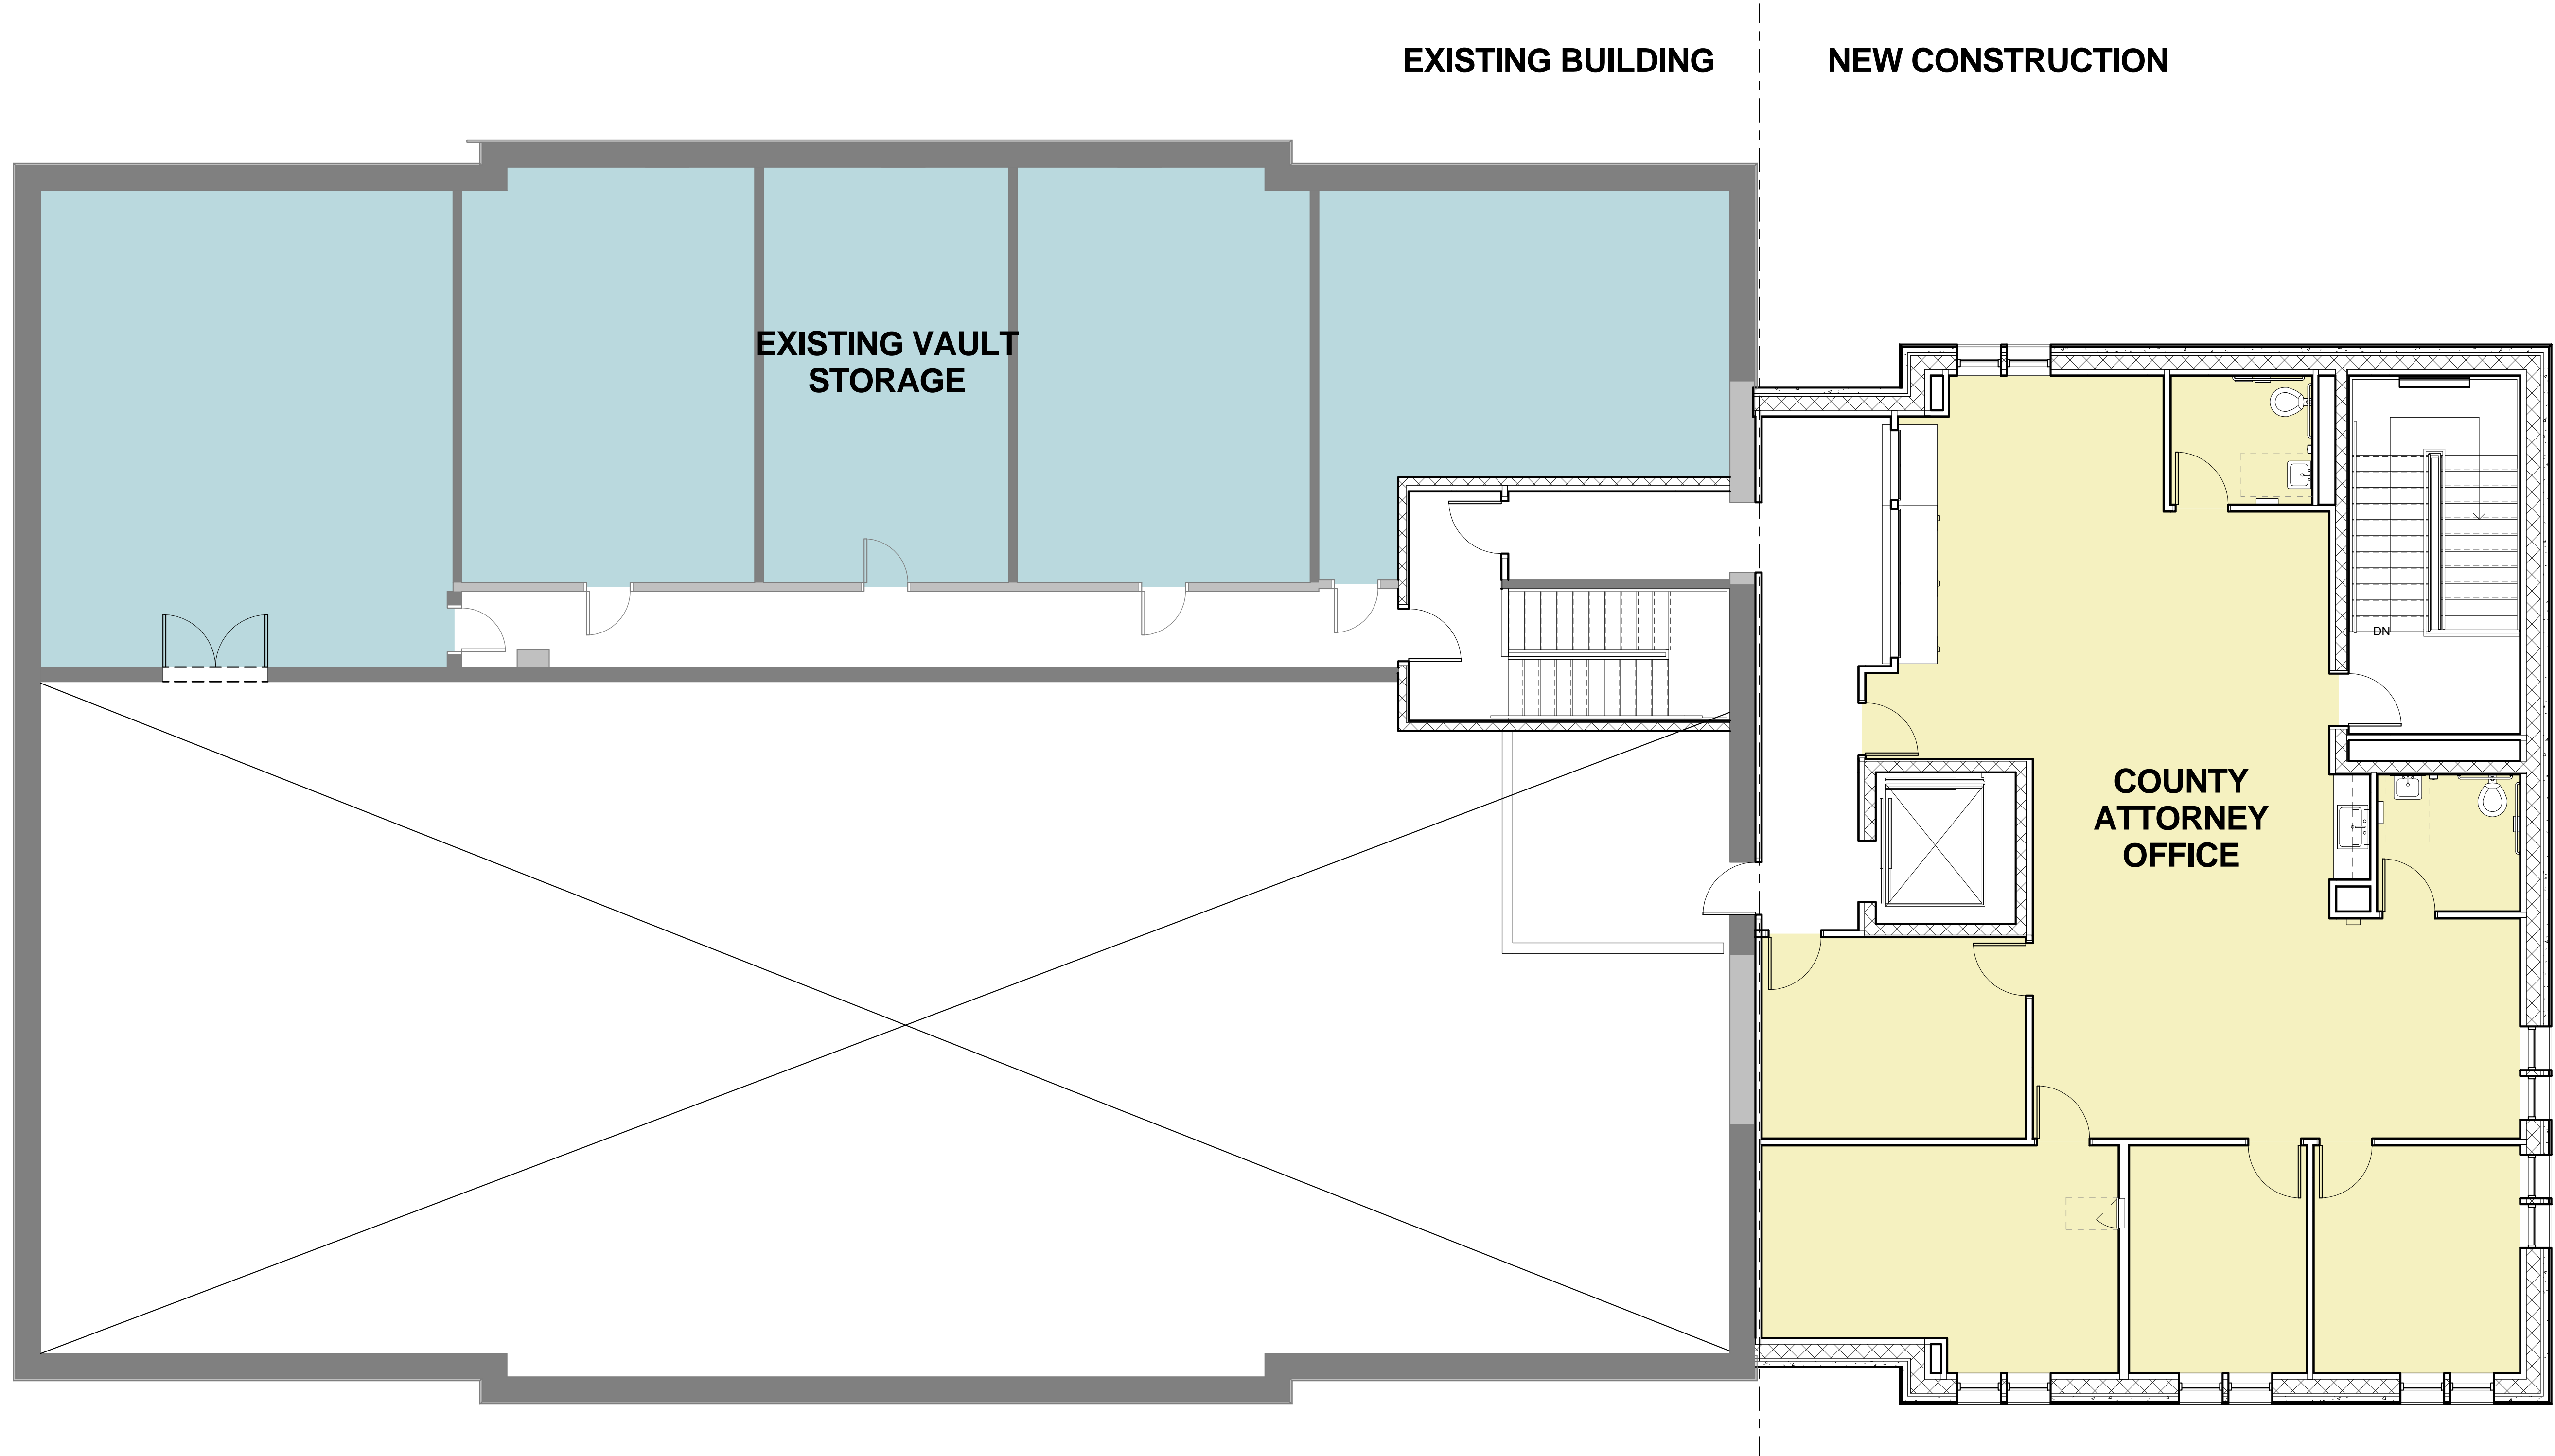 EXISTING BUILDING
NEW CONSTRUCTION
EXISTING VAULT
STORAGE
DN
COUNTY
ATTORNEY
OFFICE